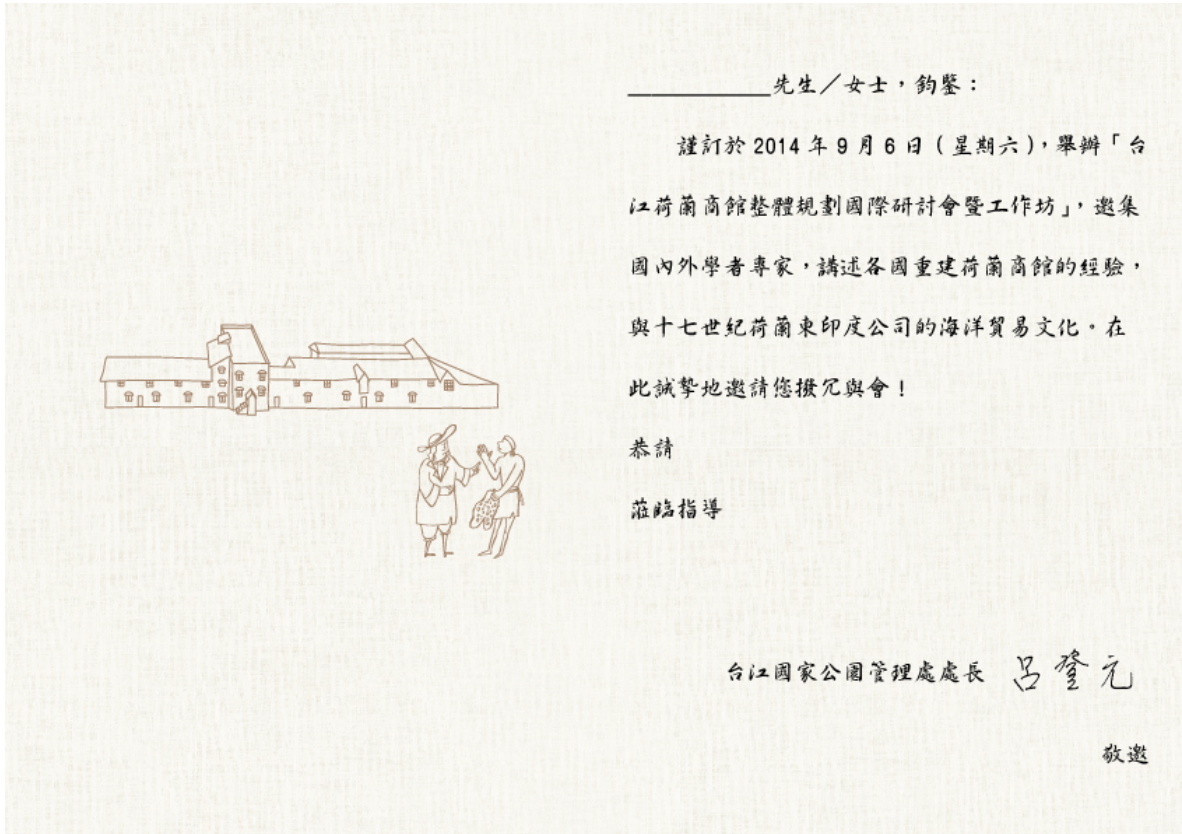 ____________先生／女士，鈞鑒：
謹訂於 2014 年 9 月 6 日（星期六），舉辦「台
江荷蘭商館整體規劃國際研討會暨工作坊」，邀集
國內外學者專家，講述各國重建荷蘭商館的經驗，
與十七世紀荷蘭東印度公司的海洋貿易文化。在
此誠摯地邀請您撥冗與會！
恭請
蒞臨指導
台江國家公園管理處處長 呂登元
敬邀